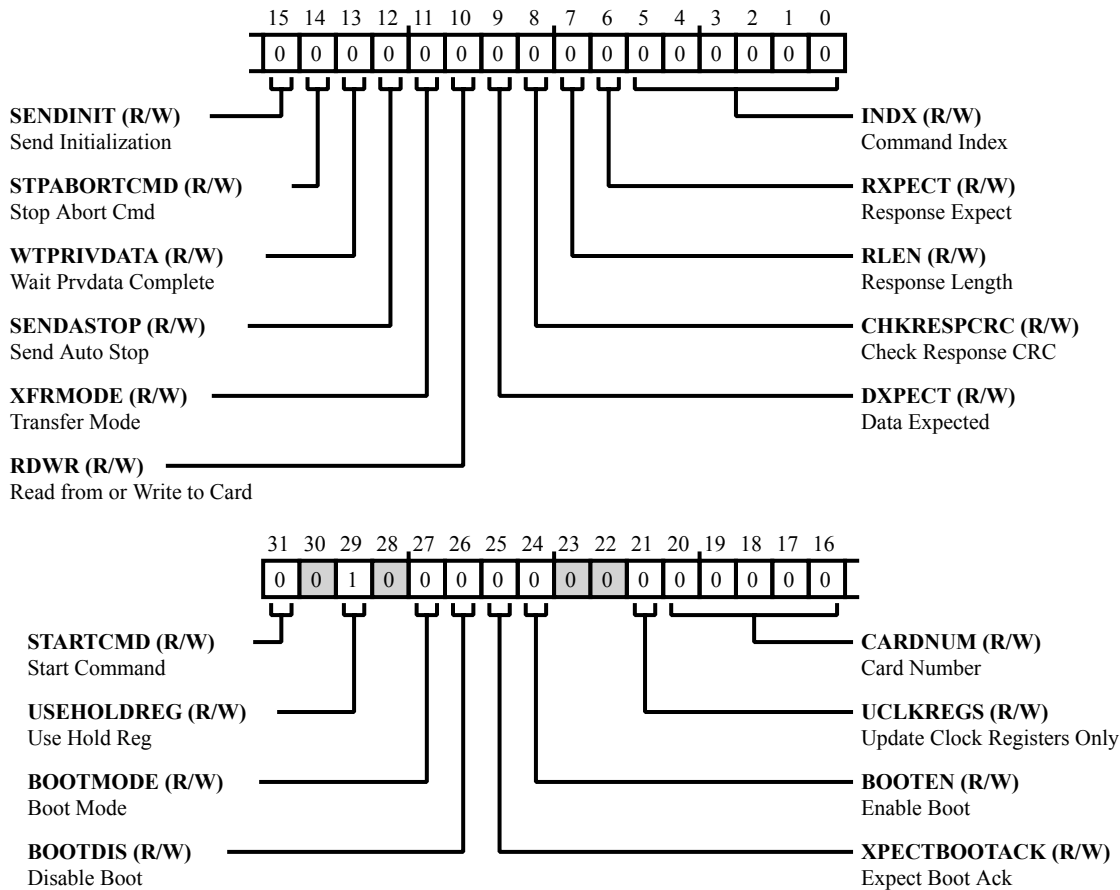 15 14 13 12 11 10 9 8 7 6 5 4 3 2 1 0
0 0 0 0 0 0 0 0 0 0 0 0 0 0 0 0
SENDINIT (R/W)
Send Initialization
STPABORTCMD (R/W)
Stop Abort Cmd
WTPRIVDATA (R/W)
Wait Prvdata Complete
SENDASTOP (R/W)
Send Auto Stop
XFRMODE (R/W)
Transfer Mode
RDWR (R/W)
Read from or Write to Card
INDX (R/W)
Command Index
RXPECT (R/W)
Response Expect
RLEN (R/W)
Response Length
CHKRESPCRC (R/W)
Check Response CRC
DXPECT (R/W)
Data Expected
31 30 29 28 27 26 25 24 23 22 21 20 19 18 17 16
0 0 1 0 0 0 0 0 0 0 0 0 0 0 0 0
STARTCMD (R/W)
Start Command
USEHOLDREG (R/W)
Use Hold Reg
BOOTMODE (R/W)
Boot Mode
BOOTDIS (R/W)
Disable Boot
CARDNUM (R/W)
Card Number
UCLKREGS (R/W)
Update Clock Registers Only
BOOTEN (R/W)
Enable Boot
XPECTBOOTACK (R/W)
Expect Boot Ack